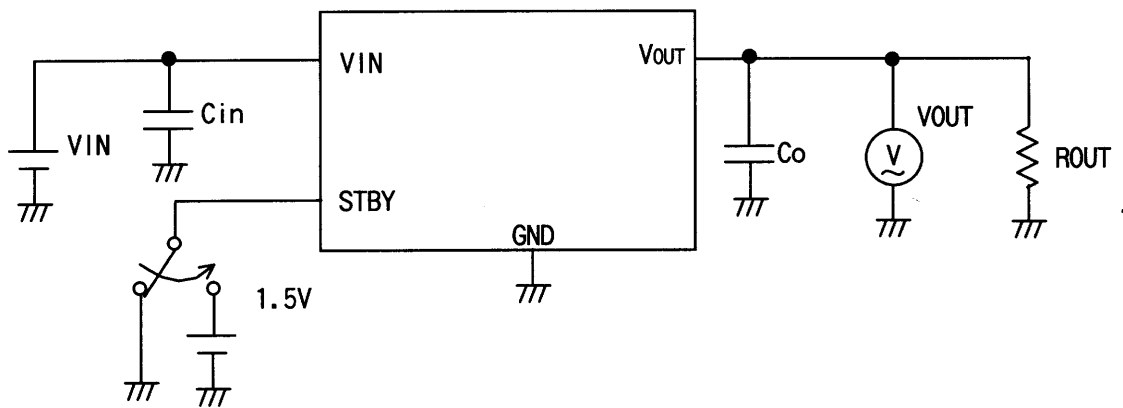 VIN
VOUT
Cin
VIN
VOUT
V
Co
ROUT
STBY
GND
1.5V